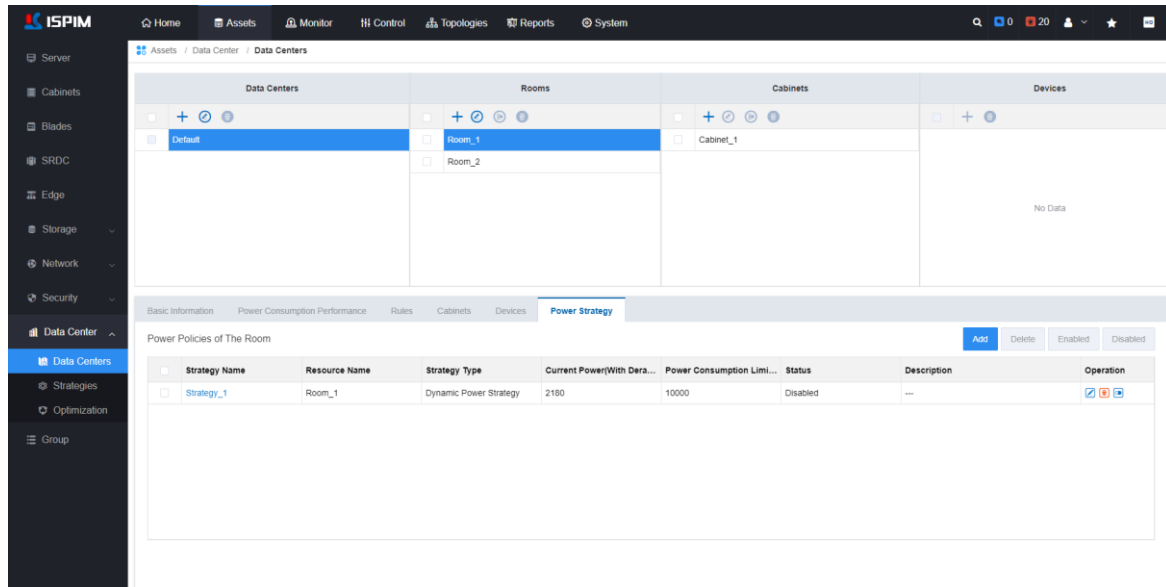 ISPIM
Home Assets Monitor Control Topologies Reports System 0 20
Assets / Data Center / Data Centers
Server
Cabinets
Blades
SRDC
Edge
Storage
Network
Security
Data Center
Data Centers
Strategies
Optimization
Group
Data Centers Rooms Cabinets Devices
Default Room_1 Cabinet_1
Room_2
No Data
Basic Information Power Consumption Performance Rules Cabinets Devices Power Strategy
Power Policies of The Room Add Delete Enabled Disabled
Strategy Name Resource Name Strategy Type Current Power(With Dera... Power Consumption Limi... Status Description Operation
Strategy_1 Room_1 Dynamic Power Strategy 2180 10000 Disabled ---